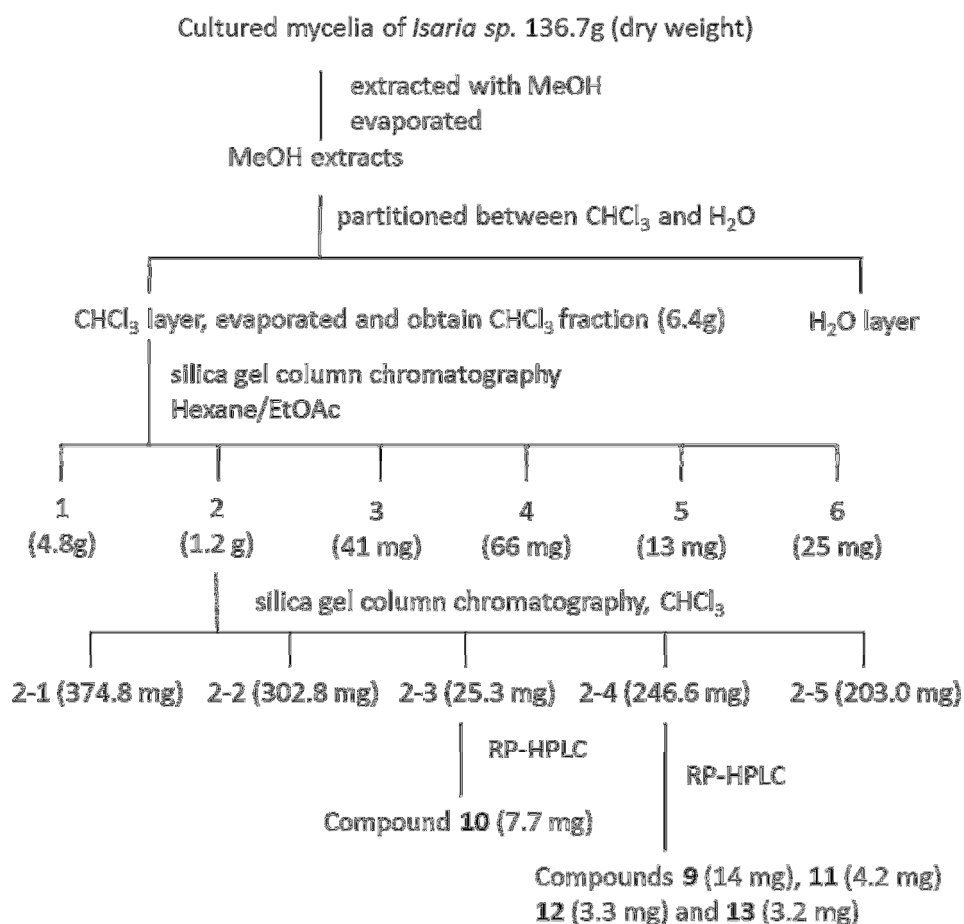 Cultured mycelia of Isaria sp. 136.7g (dry weight)
extracted with MeOH
evaporated
MeOH extracts
partitioned between CHCl₃ and H₂O
CHCl₃ layer, evaporated and obtain CHCl₃ fraction (6.4g)
H₂O layer
silica gel column chromatography
Hexane/EtOAc
1 2 3 4 5 6
(4.8g) (1.2 g) (41 mg) (66 mg) (13 mg) (25 mg)
silica gel column chromatography, CHCl₃
2-1 (374.8 mg) 2-2 (302.8 mg) 2-3 (25.3 mg) 2-4 (246.6 mg) 2-5 (203.0 mg)
RP-HPLC
RP-HPLC
Compound 10 (7.7 mg)
Compounds 9 (14 mg), 11 (4.2 mg)
12 (3.3 mg) and 13 (3.2 mg)